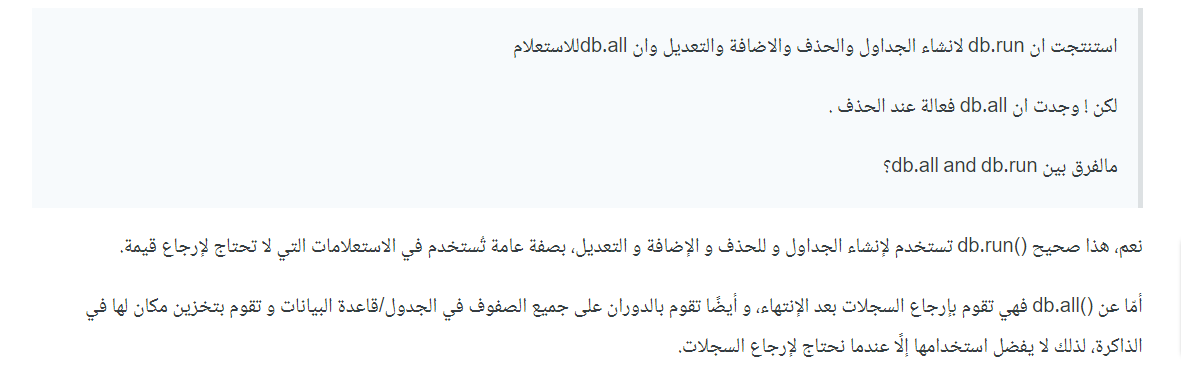 استنتجت ان db.run لانشاء الجداول والحذف والاضافة والتعديل وان db.allللاستعلام
لكن ! وجدت ان db.all فعالة عند الحذف .
مالفرق بين db.all and db.run؟
نعم، هذا صحيح db.run()‎ تستخدم لإنشاء الجداول و للحذف و الإضافة و التعديل، بصفة عامة تُستخدم في الاستعلامات التي لا تحتاج لإرجاع قيمة.
أمّا عن db.all()‎ فهي تقوم بإرجاع السجلات بعد الإنتهاء، و أيضًا تقوم بالدوران على جميع الصفوف في الجدول/قاعدة البيانات و تقوم بتخزين مكان لها في
الذاكرة، لذلك لا يفضل استخدامها إلًا عندما نحتاج لإرجاع السجلات.